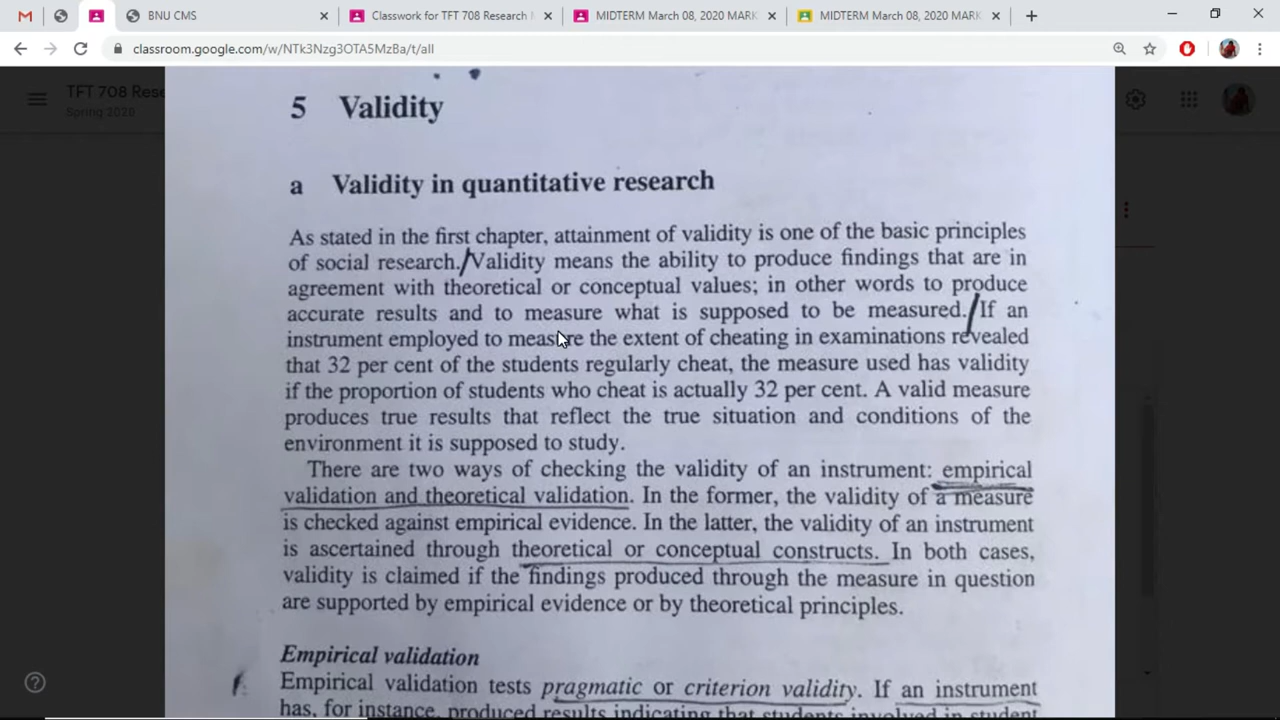 BNU CMS
Classwork for TFT 708 Research M
MIDTERM March 08, 2020 MARK
MIDTERM March 08, 2020 MARK
classroom.google.com/w/NTk3Nzg3OTA5MzBa/t/all
TFT 708 Rese
Spring 2020
5 Validity
a Validity in quantitative research
As stated in the first chapter, attainment of validity is one of the basic principles
of social research. Validity means the ability to produce findings that are in
agreement with theoretical or conceptual values; in other words to produce
accurate results and to measure what is supposed to be measured. If an
instrument employed to measure the extent of cheating in examinations revealed
that 32 per cent of the students regularly cheat, the measure used has validity
if the proportion of students who cheat is actually 32 per cent. A valid measure
produces true results that reflect the true situation and conditions of the
environment it is supposed to study.
There are two ways of checking the validity of an instrument: empirical
validation and theoretical validation. In the former, the validity of a measure
is checked against empirical evidence. In the latter, the validity of an instrument
is ascertained through theoretical or conceptual constructs. In both cases,
validity is claimed if the findings produced through the measure in question
are supported by empirical evidence or by theoretical principles.
Empirical validation
Empirical validation tests pragmatic or criterion validity. If an instrument
has, for instance, produced results indicating that students involved in student